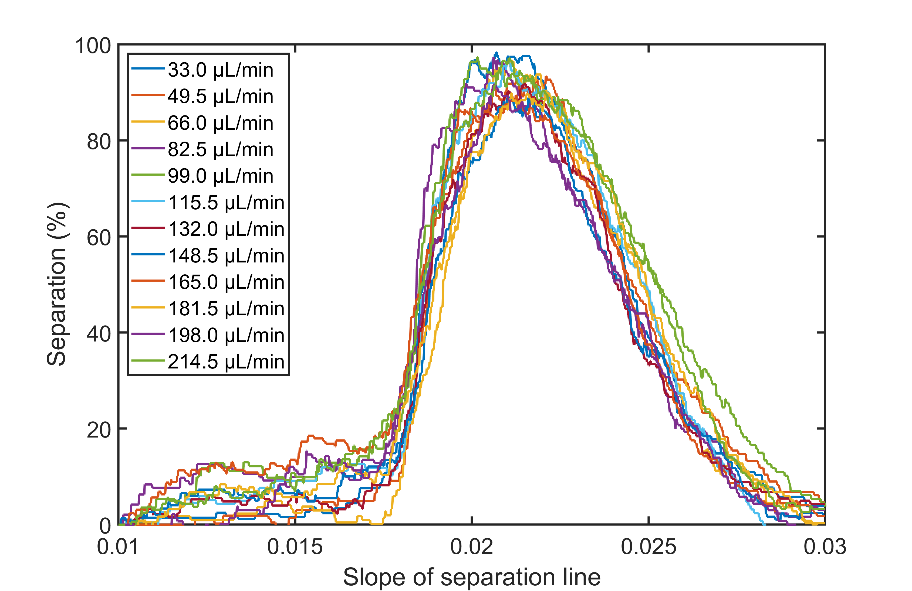 100
80
60
40
20
0
Separation (%)
33.0 µL/min
49.5 µL/min
66.0 µL/min
82.5 µL/min
99.0 µL/min
115.5 µL/min
132.0 µL/min
148.5 µL/min
165.0 µL/min
181.5 µL/min
198.0 µL/min
214.5 µL/min
0.01 0.015 0.02 0.025 0.03
Slope of separation line